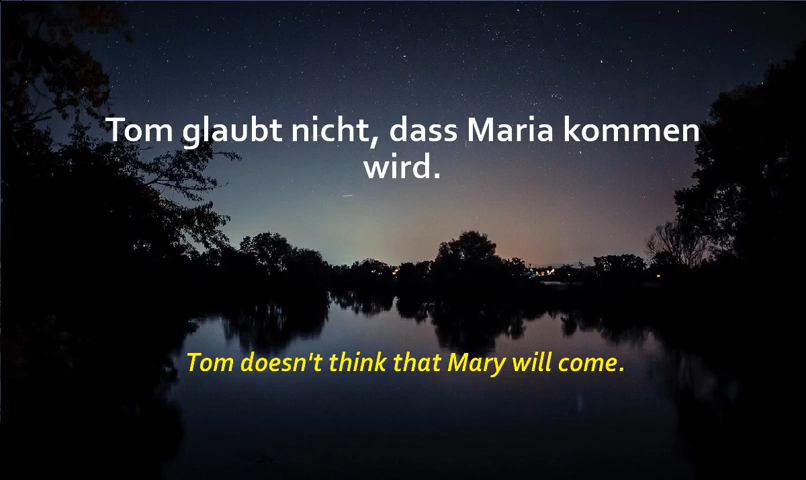 Tom glaubt nicht, dass Maria kommen
wird.
Tom doesn't think that Mary will come.